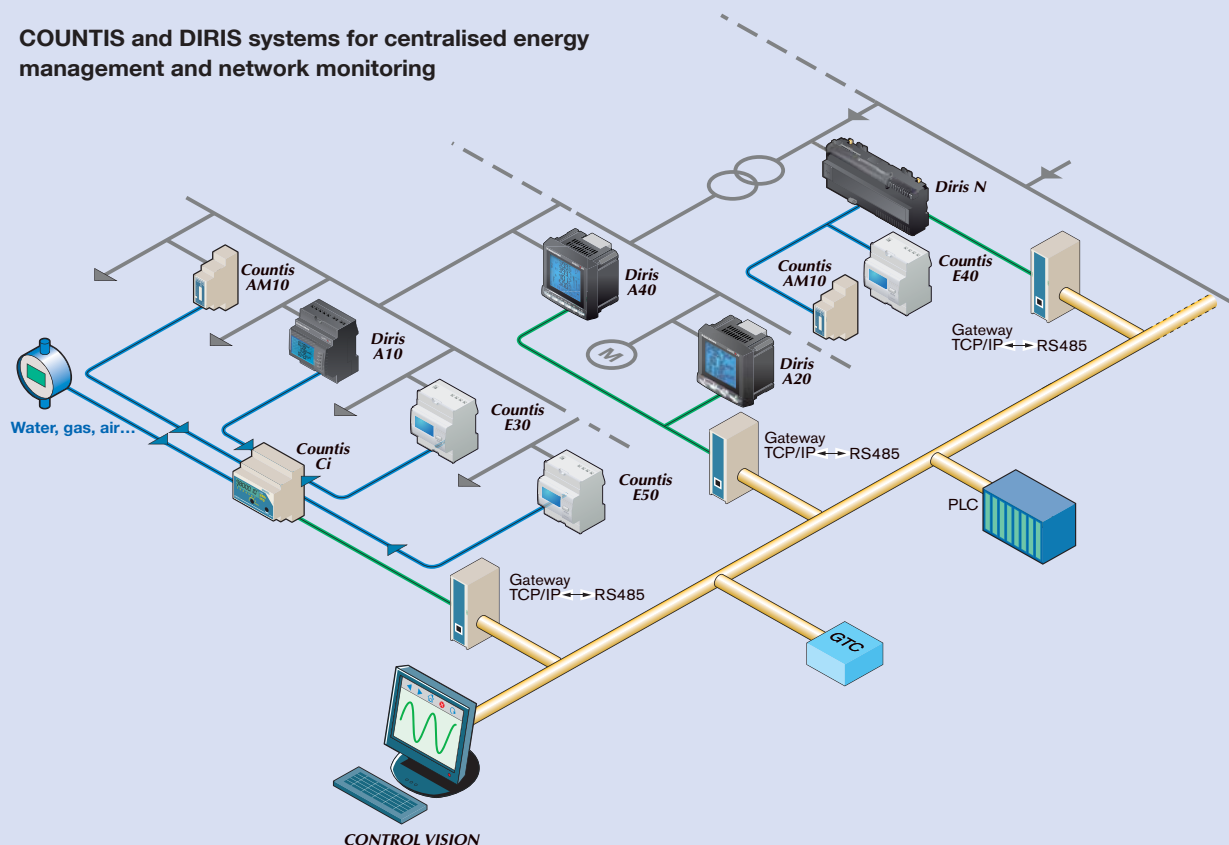 COUNTIS and DIRIS systems for centralised energy
management and network monitoring
Diris N
Countis
AM10
Diris
A40
Countis
AM10
Countis
E40
Diris
A10
M
Diris
A20
Gateway
TCP/IP ↔ RS485
Water, gas, air...
Countis
E30
Countis
Ci
Gateway
TCP/IP ↔ RS485
Countis
E50
PLC
Gateway
TCP/IP ↔ RS485
GTC
CONTROL VISION